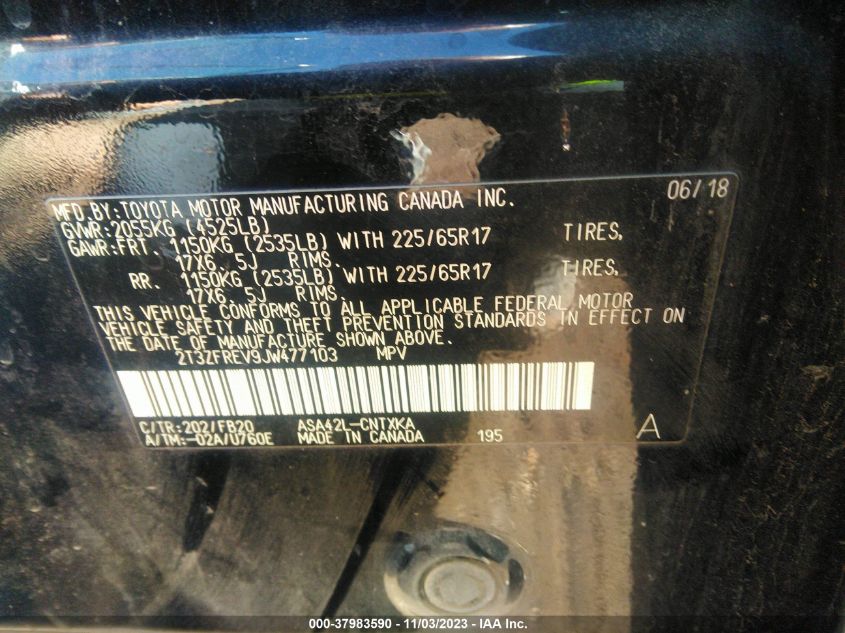 MFD.BY:TOYOTA MOTOR MANUFACTURING CANADA INC. 06/18
GVWR:2055KG (4525LB)
GAWR:FRT. 1150KG (2535LB) WITH 225/65R17 TIRES,
17X6.5J RIMS.
RR. 1150KG (2535LB) WITH 225/65R17 TIRES,
17X6.5J RIMS.
THIS VEHICLE CONFORMS TO ALL APPLICABLE FEDERAL MOTOR
VEHICLE SAFETY AND THEFT PREVENTION STANDARDS IN EFFECT ON
THE DATE OF MANUFACTURE SHOWN ABOVE.
2T3ZFREV9JW477103 MPV
C/TR:202/FB20 ASA42L-CNTXKA
A/TM:-02A/U760E MADE IN CANADA 195 A
000-37983590 - 11/03/2023 - IAA Inc.